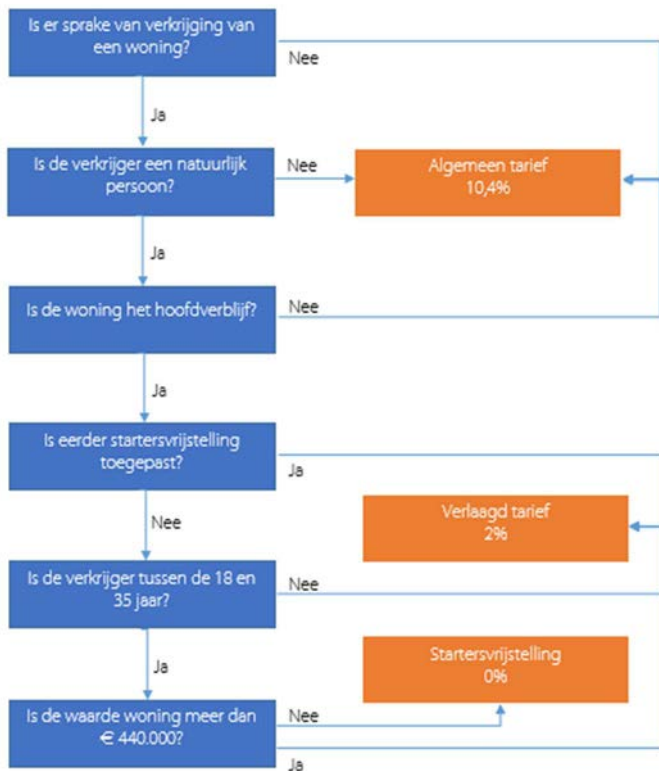 Is er sprake van verkrijging van
een woning?
Nee
Ja
Is de verkrijger een natuurlijk
persoon?
Nee
Algemeen tarief
10,4%
Ja
Is de woning het hoofdverblijf?
Nee
Ja
Is eerder startersvrijstelling
toegepast?
Ja
Nee
Verlaagd tarief
2%
Is de verkrijger tussen de 18 en
35 jaar?
Nee
Ja
Startersvrijstelling
0%
Is de waarde woning meer dan
€ 440.000?
Nee
Ja